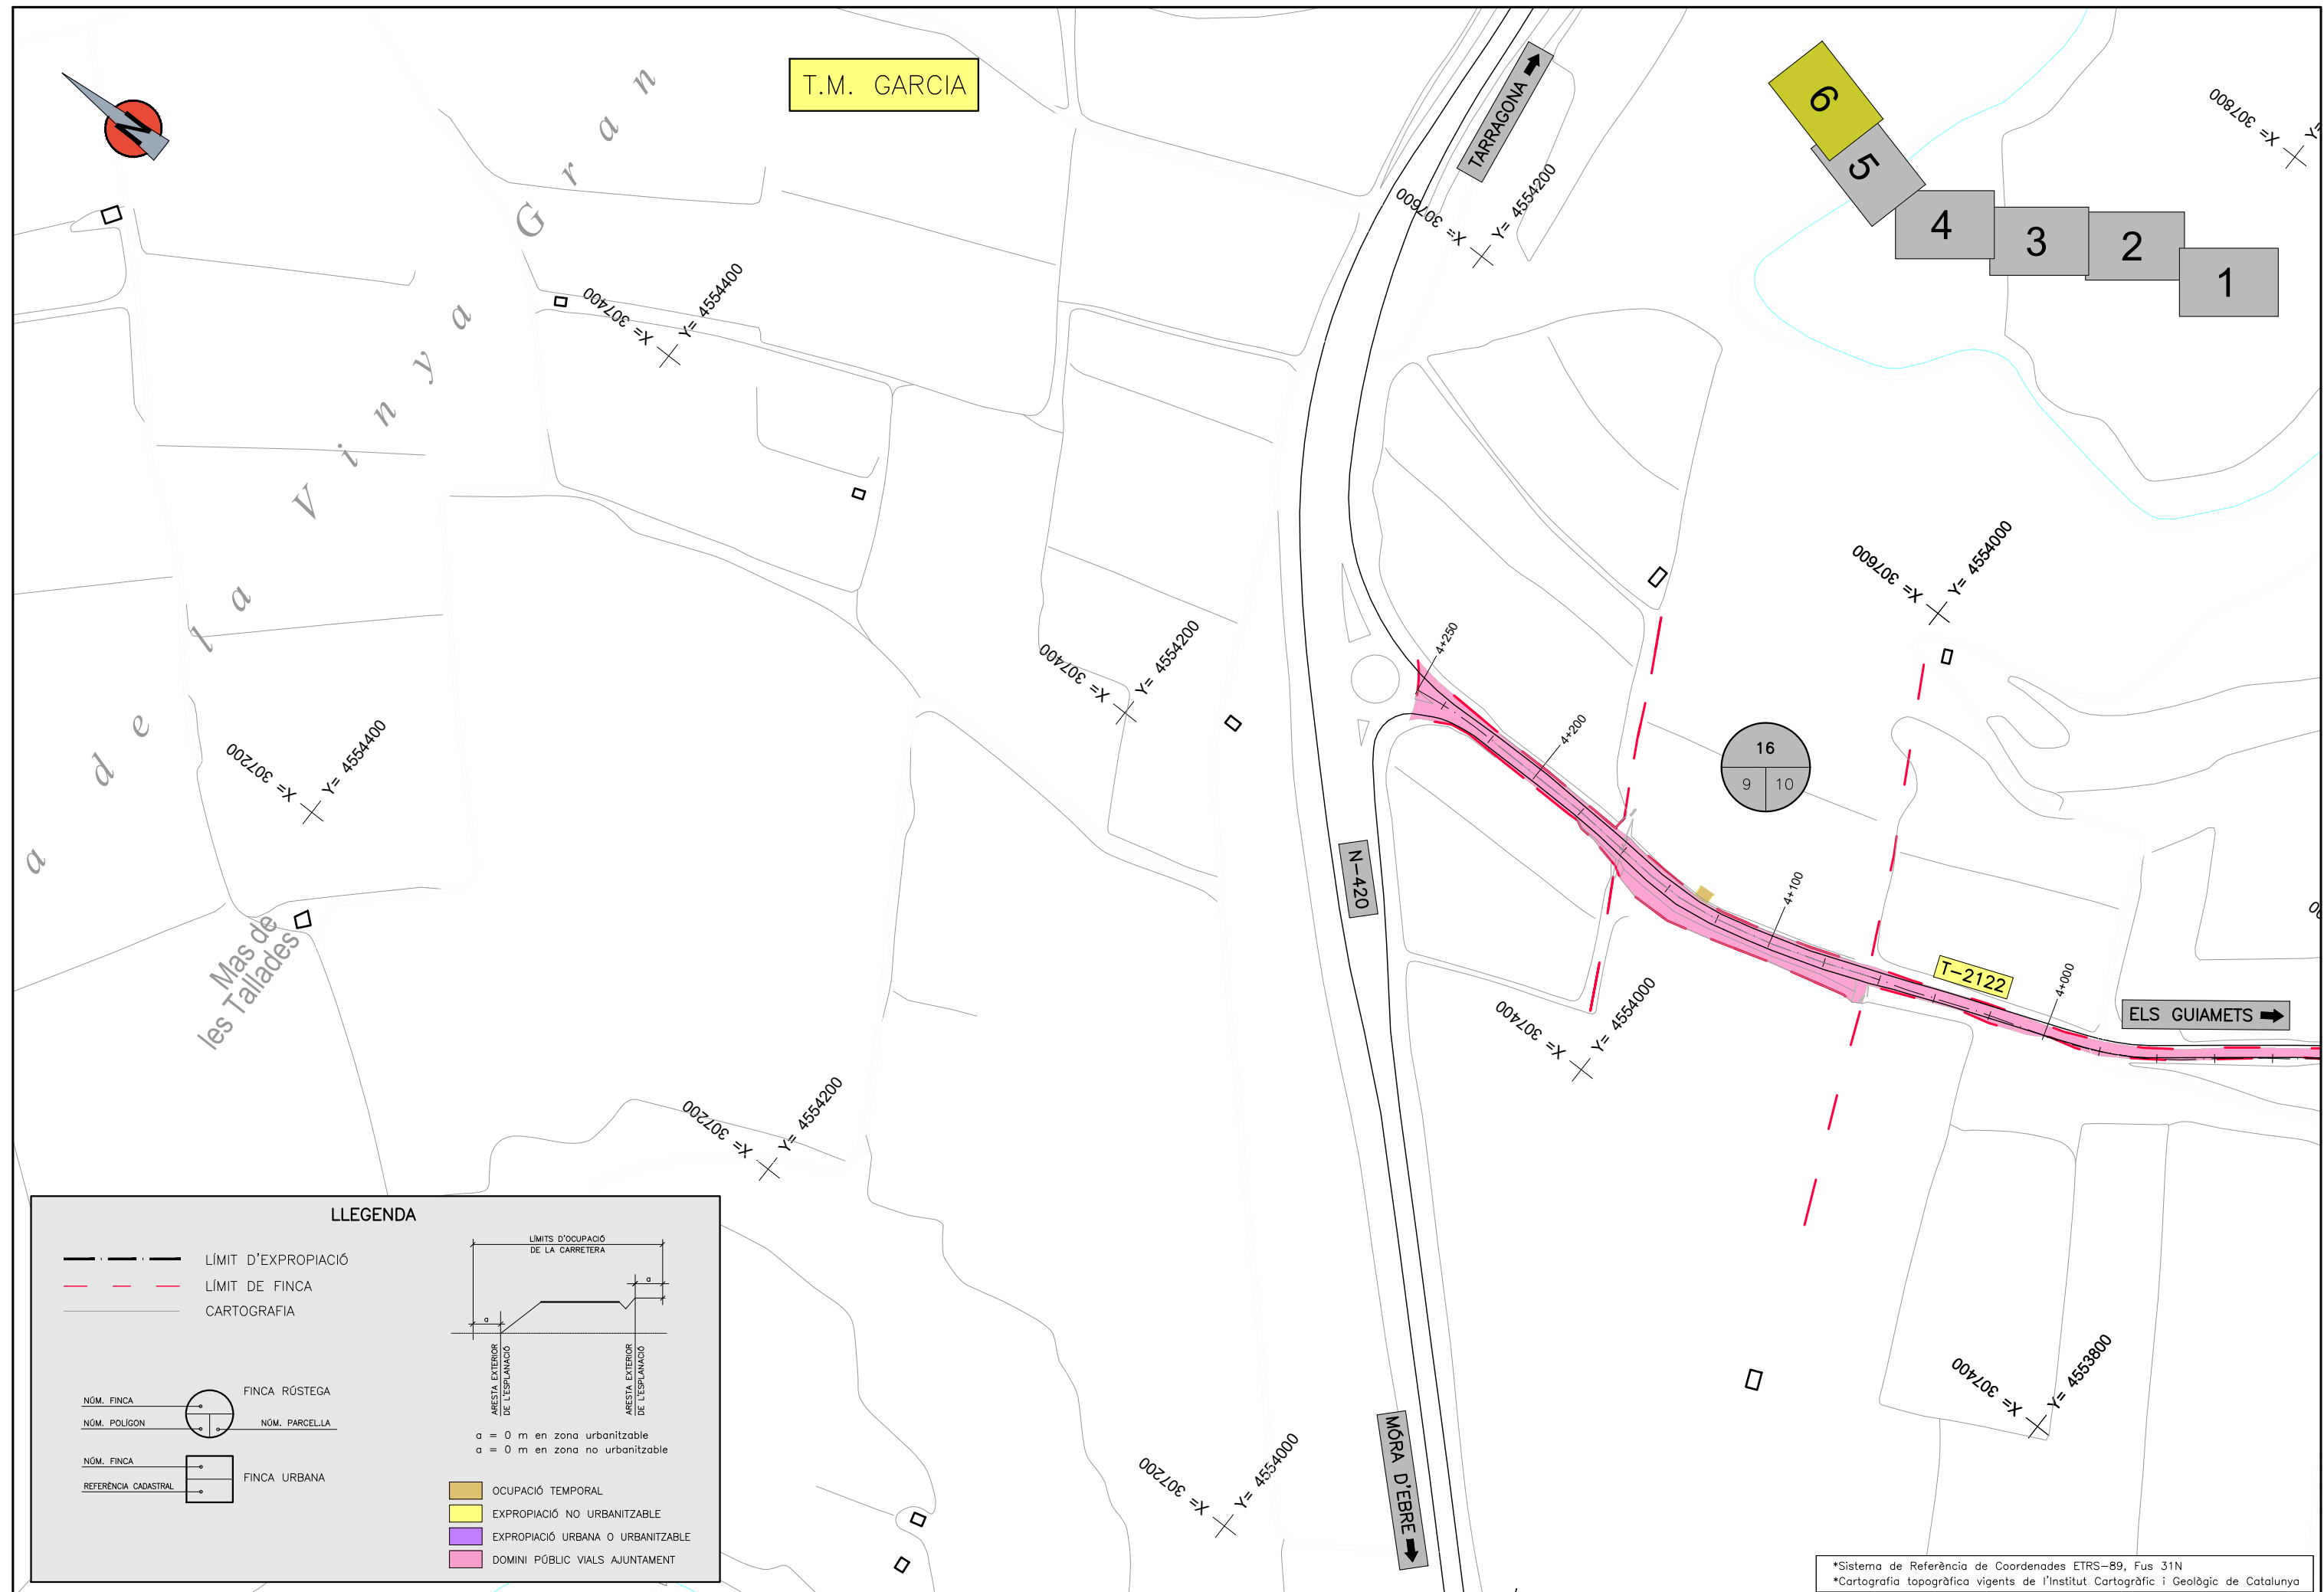 T.M. GARCIA
N
TARRAGONA
6
5
4
3
2
1
X= 307800
Y=
X= 307600
Y= 4554200
X= 307400
Y= 4554400
a de la Vinya Gran
X= 307600
Y= 4554000
X= 307400
Y= 4554200
4+250
4+200
16
9 10
X= 307200
Y= 4554400
N-420
4+100
Mas de
les Tallades
T-2122
4+000
ELS GUIAMETS
X= 307400
Y= 4554000
X= 307200
Y= 4554200
X= 307400
Y= 4553800
X= 307200
Y= 4554000
MÓRA D'EBRE
LLEGENDA
LÍMIT D'EXPROPIACIÓ
LÍMIT DE FINCA
CARTOGRAFIA
LÍMITS D'OCUPACIÓ
DE LA CARRETERA
a
a
ARESTA EXTERIOR
DE L'ESPLANACIÓ
ARESTA EXTERIOR
DE L'ESPLANACIÓ
NÚM. FINCA
FINCA RÚSTEGA
NÚM. POLÍGON
NÚM. PARCEL.LA
NÚM. FINCA
FINCA URBANA
REFERÈNCIA CADASTRAL
a = 0 m en zona urbanitzable
a = 0 m en zona no urbanitzable
OCUPACIÓ TEMPORAL
EXPROPIACIÓ NO URBANITZABLE
EXPROPIACIÓ URBANA O URBANITZABLE
DOMINI PÚBLIC VIALS AJUNTAMENT
*Sistema de Referència de Coordenades ETRS-89, Fus 31N
*Cartografia topogràfica vigents de l'Institut Cartogràfic i Geològic de Catalunya